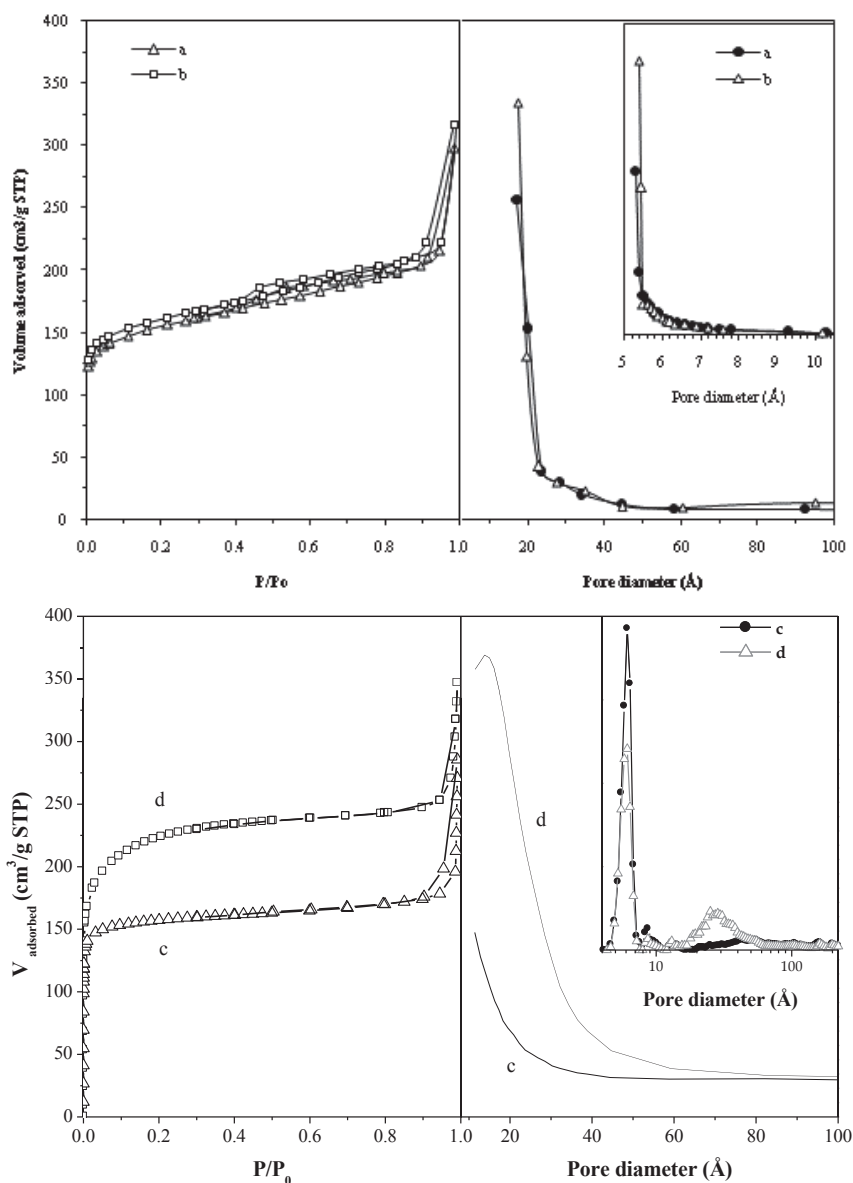 400
350
300
250
200
150
100
50
0
Volume adsorved (cm3/g STP)
a
b
0.0 0.2 0.4 0.6 0.8 1.0
P/Po
a
b
5 6 7 8 9 10
Pore diameter (Å)
20 40 60 80 100
Pore diameter (Å)
400
350
300
250
200
150
100
50
0
V adsorbed (cm3/g STP)
d
c
0.0 0.2 0.4 0.6 0.8 1.0
P/P0
d
c
c
d
10 100
Pore diameter (Å)
20 40 60 80 100
Pore diameter (Å)